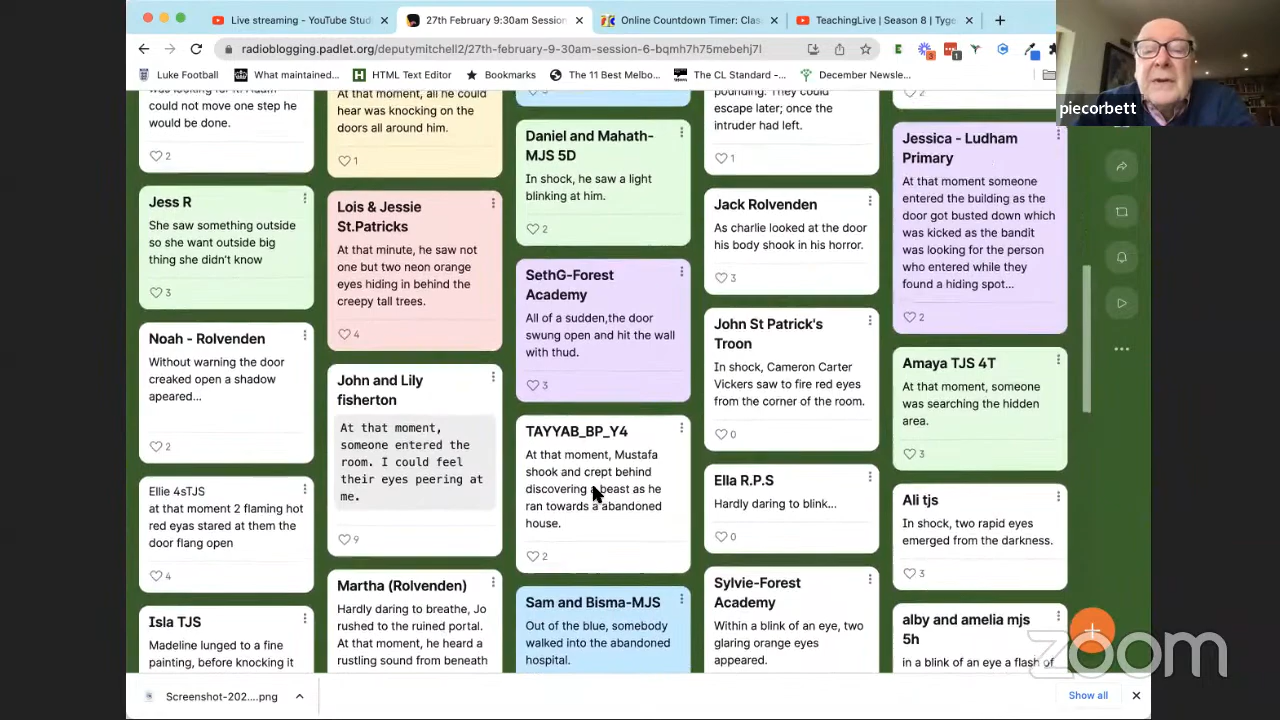 Live streaming - YouTube Stud
27th February 9:30am Session
Online Countdown Timer: Clas
TeachingLive | Season 8 | Tyge
radioblogging.padlet.org/deputymitchell2/27th-february-9-30am-session-6-bqmh7h75mebehj7l
Luke Football
What maintained...
HTML Text Editor
Bookmarks
The 11 Best Melbo...
The CL Standard -...
December Newsle...
piecorbett
was looking for it. Adam
could not move one step he
would be done.
2
Jess R
She saw something outside
so she want outside big
thing she didn't know
3
Noah - Rolvenden
Without warning the door
creaked open a shadow
apeared...
2
Ellie 4sTJS
at that moment 2 flaming hot
red eyas stared at them the
door flang open
4
Isla TJS
Madeline lunged to a fine
painting, before knocking it
At that moment, all he could
hear was knocking on the
doors all around him.
1
Lois & Jessie
St.Patricks
At that minute, he saw not
one but two neon orange
eyes hiding in behind the
creepy tall trees.
4
John and Lily
fisherton
At that moment,
someone entered the
room. I could feel
their eyes peering at
me.
9
Martha (Rolvenden)
Hardly daring to breathe, Jo
rushed to the ruined portal.
At that moment, he heard a
rustling sound from beneath
Daniel and Mahath-
MJS 5D
In shock, he saw a light
blinking at him.
2
SethG-Forest
Academy
All of a sudden,the door
swung open and hit the wall
with thud.
3
TAYYAB_BP_Y4
At that moment, Mustafa
shook and crept behind
discovering a beast as he
ran towards a abandoned
house.
2
Sam and Bisma-MJS
Out of the blue, somebody
walked into the abandoned
hospital.
pounding. They could
escape later; once the
intruder had left.
1
Jack Rolvenden
As charlie looked at the door
his body shook in his horror.
3
John St Patrick's
Troon
In shock, Cameron Carter
Vickers saw to fire red eyes
from the corner of the room.
0
Ella R.P.S
Hardly daring to blink...
0
Sylvie-Forest
Academy
Within a blink of an eye, two
glaring orange eyes
appeared.
2
Jessica - Ludham
Primary
At that moment someone
entered the building as the
door got busted down which
was kicked as the bandit
was looking for the person
who entered while they
found a hiding spot...
2
Amaya TJS 4T
At that moment, someone
was searching the hidden
area.
3
Ali tjs
In shock, two rapid eyes
emerged from the darkness.
3
alby and amelia mjs
5h
in a blink of an eye a flash of
zoom
Screenshot-202....png
Show all